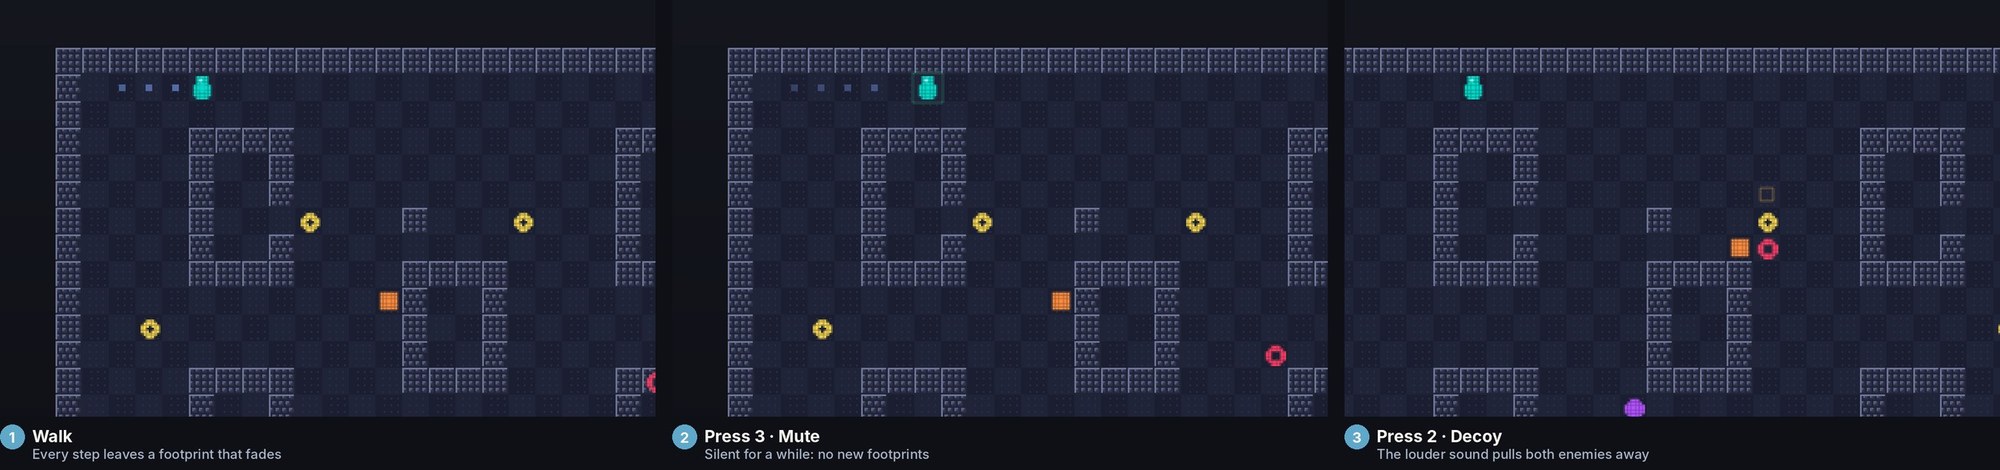 1 Walk
Every step leaves a footprint that fades
2 Press 3 · Mute
Silent for a while: no new footprints
3 Press 2 · Decoy
The louder sound pulls both enemies away